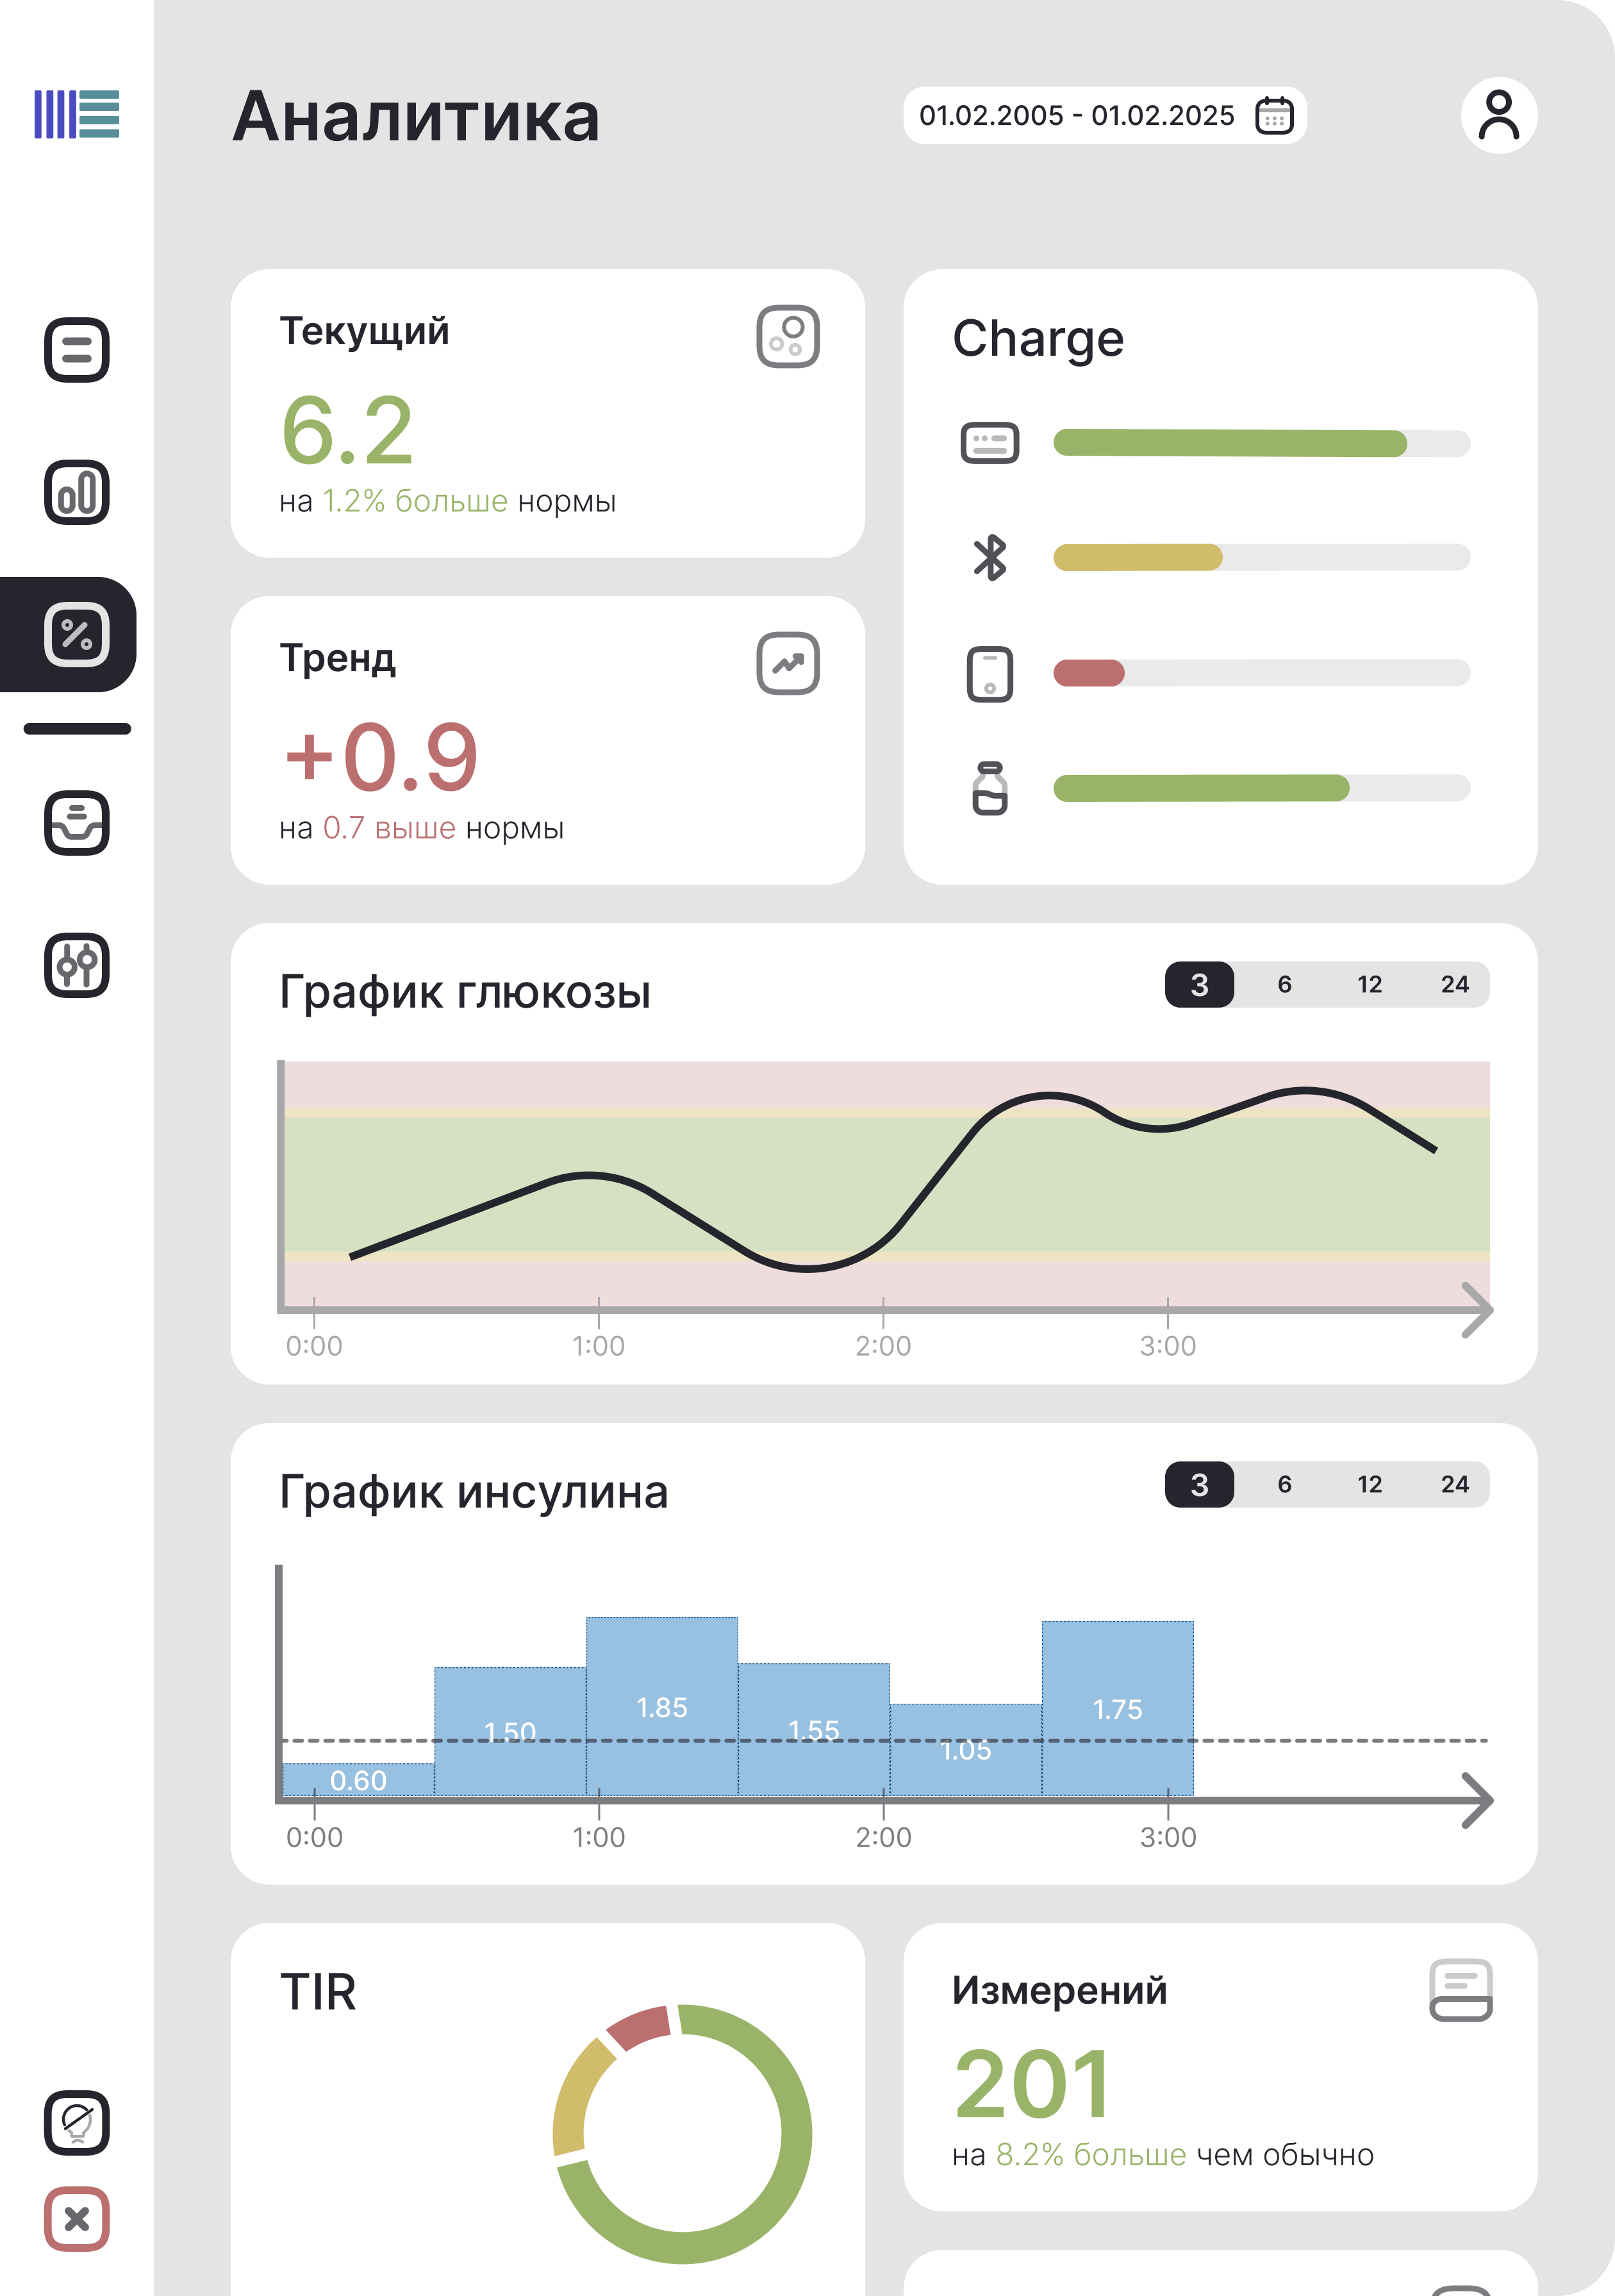 Аналитика
01.02.2005 - 01.02.2025
Текущий
6.2
на 1.2% больше нормы
Charge
Тренд
+0.9
на 0.7 выше нормы
График глюкозы
3 6 12 24
0:00 1:00 2:00 3:00
График инсулина
3 6 12 24
0.60 1.50 1.85 1.55 1.05 1.75
0:00 1:00 2:00 3:00
TIR
Измерений
201
на 8.2% больше чем обычно